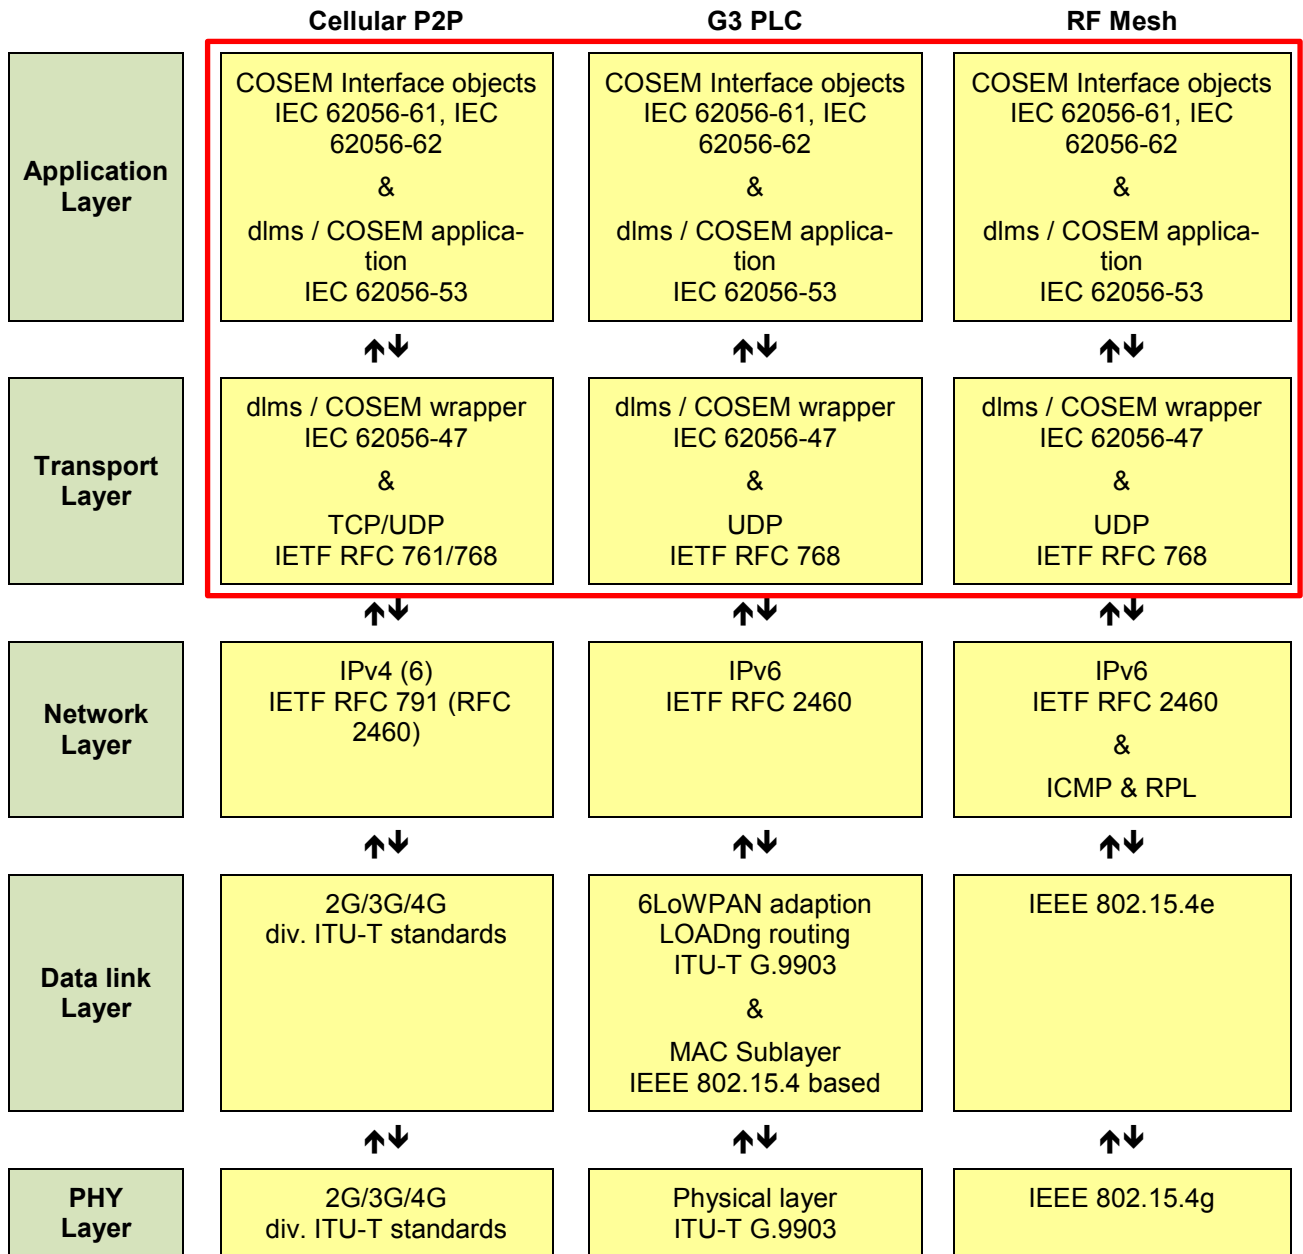 Cellular P2P
G3 PLC
RF Mesh
Application
Layer
COSEM Interface objects
IEC 62056-61, IEC
62056-62
&
dlms / COSEM applica-
tion
IEC 62056-53
COSEM Interface objects
IEC 62056-61, IEC
62056-62
&
dlms / COSEM applica-
tion
IEC 62056-53
COSEM Interface objects
IEC 62056-61, IEC
62056-62
&
dlms / COSEM applica-
tion
IEC 62056-53
Transport
Layer
dlms / COSEM wrapper
IEC 62056-47
&
TCP/UDP
IETF RFC 761/768
dlms / COSEM wrapper
IEC 62056-47
&
UDP
IETF RFC 768
dlms / COSEM wrapper
IEC 62056-47
&
UDP
IETF RFC 768
Network
Layer
IPv4 (6)
IETF RFC 791 (RFC
2460)
IPv6
IETF RFC 2460
IPv6
IETF RFC 2460
&
ICMP & RPL
Data link
Layer
2G/3G/4G
div. ITU-T standards
6LoWPAN adaption
LOADng routing
ITU-T G.9903
&
MAC Sublayer
IEEE 802.15.4 based
IEEE 802.15.4e
PHY
Layer
2G/3G/4G
div. ITU-T standards
Physical layer
ITU-T G.9903
IEEE 802.15.4g